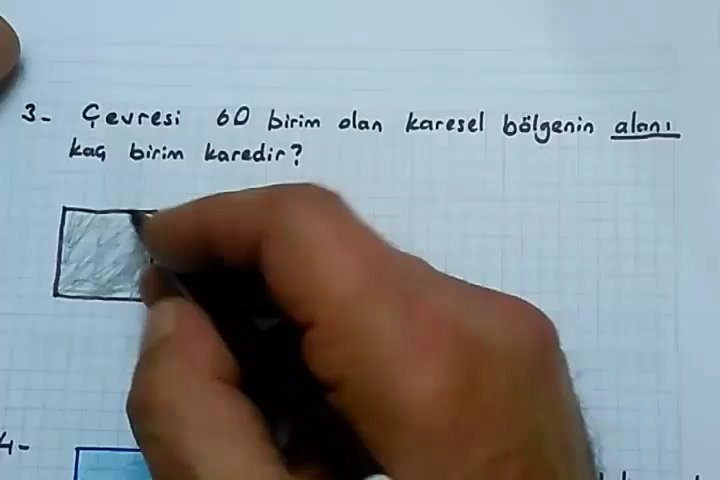 3- Çevresi 60 birim olan karesel bölgenin alanı
kaç birim karedir?
4-